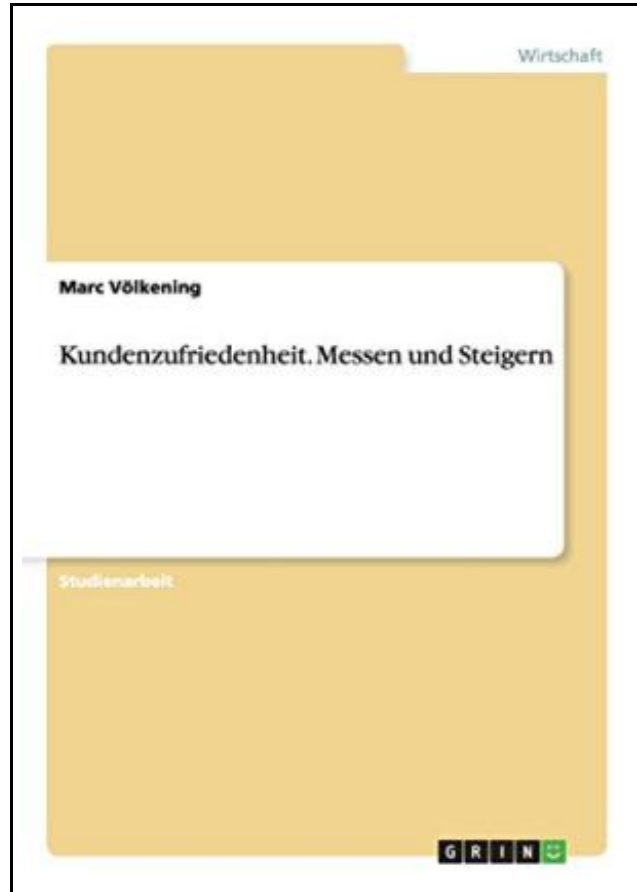 Wirtschaft
Marc Völkening
Kundenzufriedenheit. Messen und Steigern
Studienarbeit
GRIN